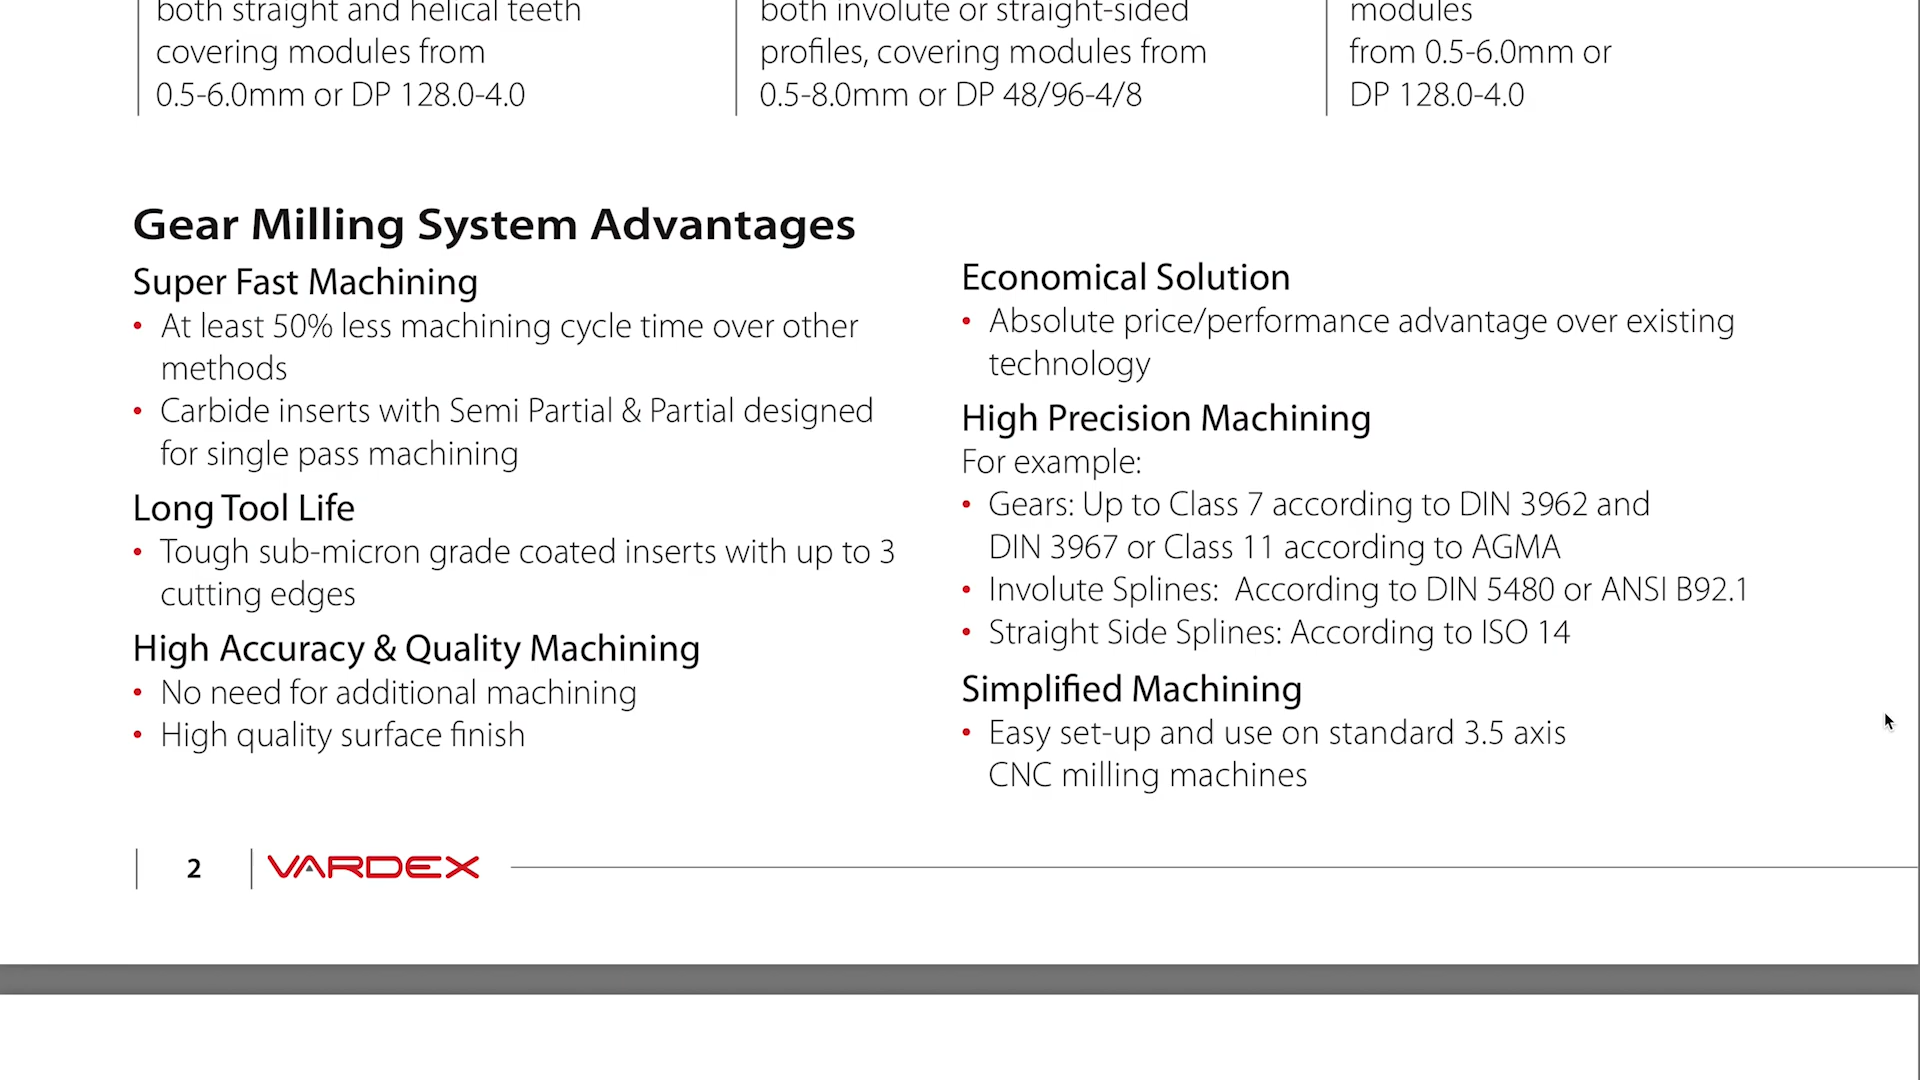 both straight and helical teeth
covering modules from
0.5-6.0mm or DP 128.0-4.0
both involute or straight-sided
profiles, covering modules from
0.5-8.0mm or DP 48/96-4/8
modules
from 0.5-6.0mm or
DP 128.0-4.0
Gear Milling System Advantages
Super Fast Machining
• At least 50% less machining cycle time over other
methods
• Carbide inserts with Semi Partial & Partial designed
for single pass machining
Long Tool Life
• Tough sub-micron grade coated inserts with up to 3
cutting edges
High Accuracy & Quality Machining
• No need for additional machining
• High quality surface finish
Economical Solution
• Absolute price/performance advantage over existing
technology
High Precision Machining
For example:
• Gears: Up to Class 7 according to DIN 3962 and
DIN 3967 or Class 11 according to AGMA
• Involute Splines: According to DIN 5480 or ANSI B92.1
• Straight Side Splines: According to ISO 14
Simplified Machining
• Easy set-up and use on standard 3.5 axis
CNC milling machines
2
VARDEX